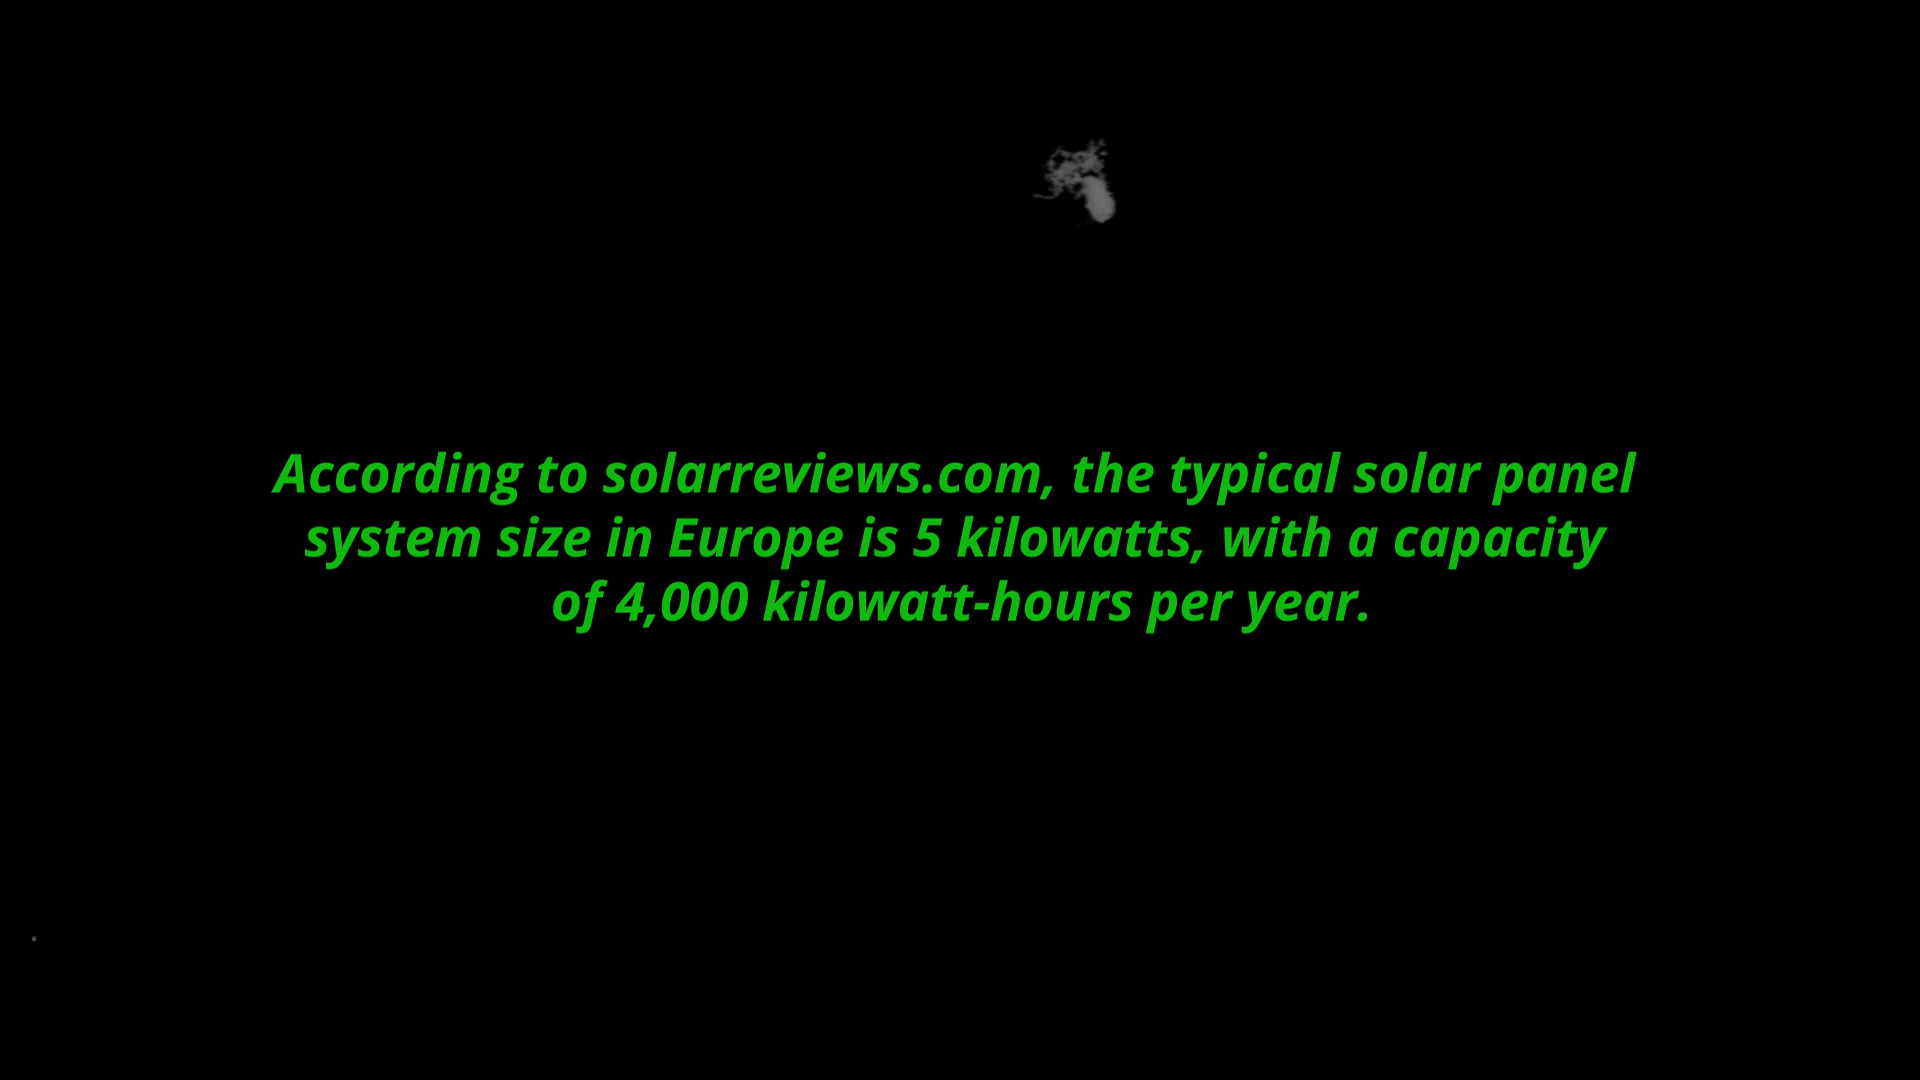 According to solarreviews.com, the typical solar panel
system size in Europe is 5 kilowatts, with a capacity
of 4,000 kilowatt-hours per year.